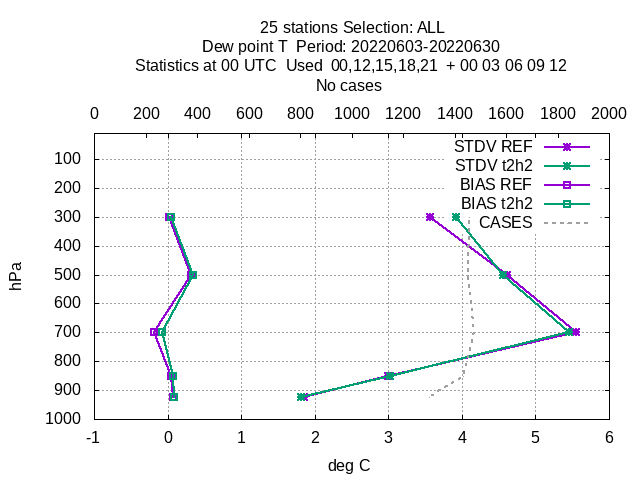 25 stations Selection: ALL
Dew point T  Period: 20220603-20220630
Statistics at 00 UTC  Used  00,12,15,18,21  + 00 03 06 09 12
No cases
0 200 400 600 800 1000 1200 1400 1600 1800 2000
STDV REF
STDV t2h2
BIAS REF
BIAS t2h2
CASES
100
200
300
400
500
600
700
800
900
1000
hPa
-1 0 1 2 3 4 5 6
deg C